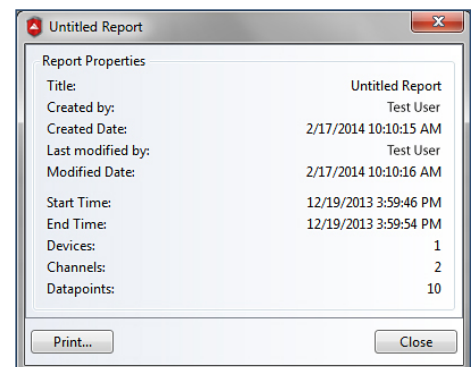 Untitled Report
Report Properties
Title: Untitled Report
Created by: Test User
Created Date: 2/17/2014 10:10:15 AM
Last modified by: Test User
Modified Date: 2/17/2014 10:10:16 AM
Start Time: 12/19/2013 3:59:46 PM
End Time: 12/19/2013 3:59:54 PM
Devices: 1
Channels: 2
Datapoints: 10
Print... Close